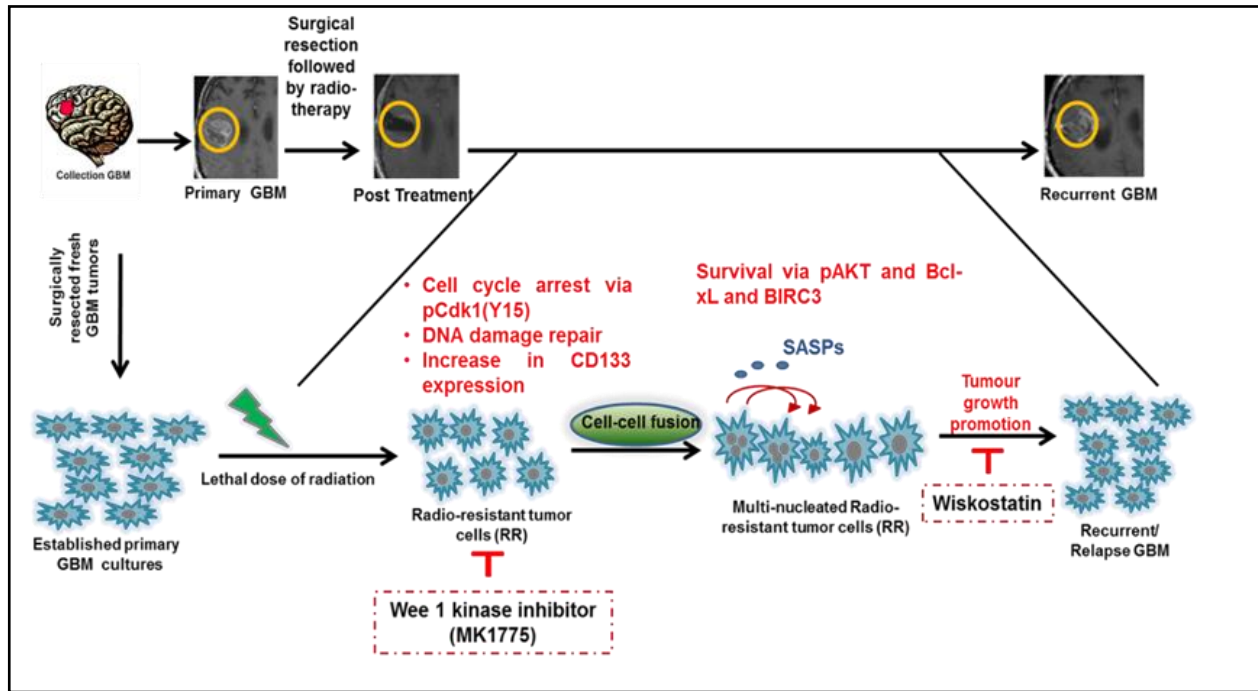 Surgical
resection
followed
by radio-
therapy
Collection GBM
Primary GBM
Post Treatment
Recurrent GBM
Surgically
resected fresh
GBM tumors
• Cell cycle arrest via
pCdk1(Y15)
• DNA damage repair
• Increase in CD133
expression
Survival via pAKT and Bcl-
xL and BIRC3
SASPs
Tumour
growth
promotion
Cell-cell fusion
Lethal dose of radiation
Established primary
GBM cultures
Radio-resistant tumor
cells (RR)
Multi-nucleated Radio-
resistant tumor cells (RR)
Wiskostatin
Recurrent/
Relapse GBM
Wee 1 kinase inhibitor
(MK1775)